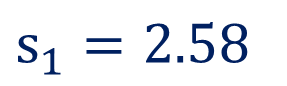 s₁ = 2.58